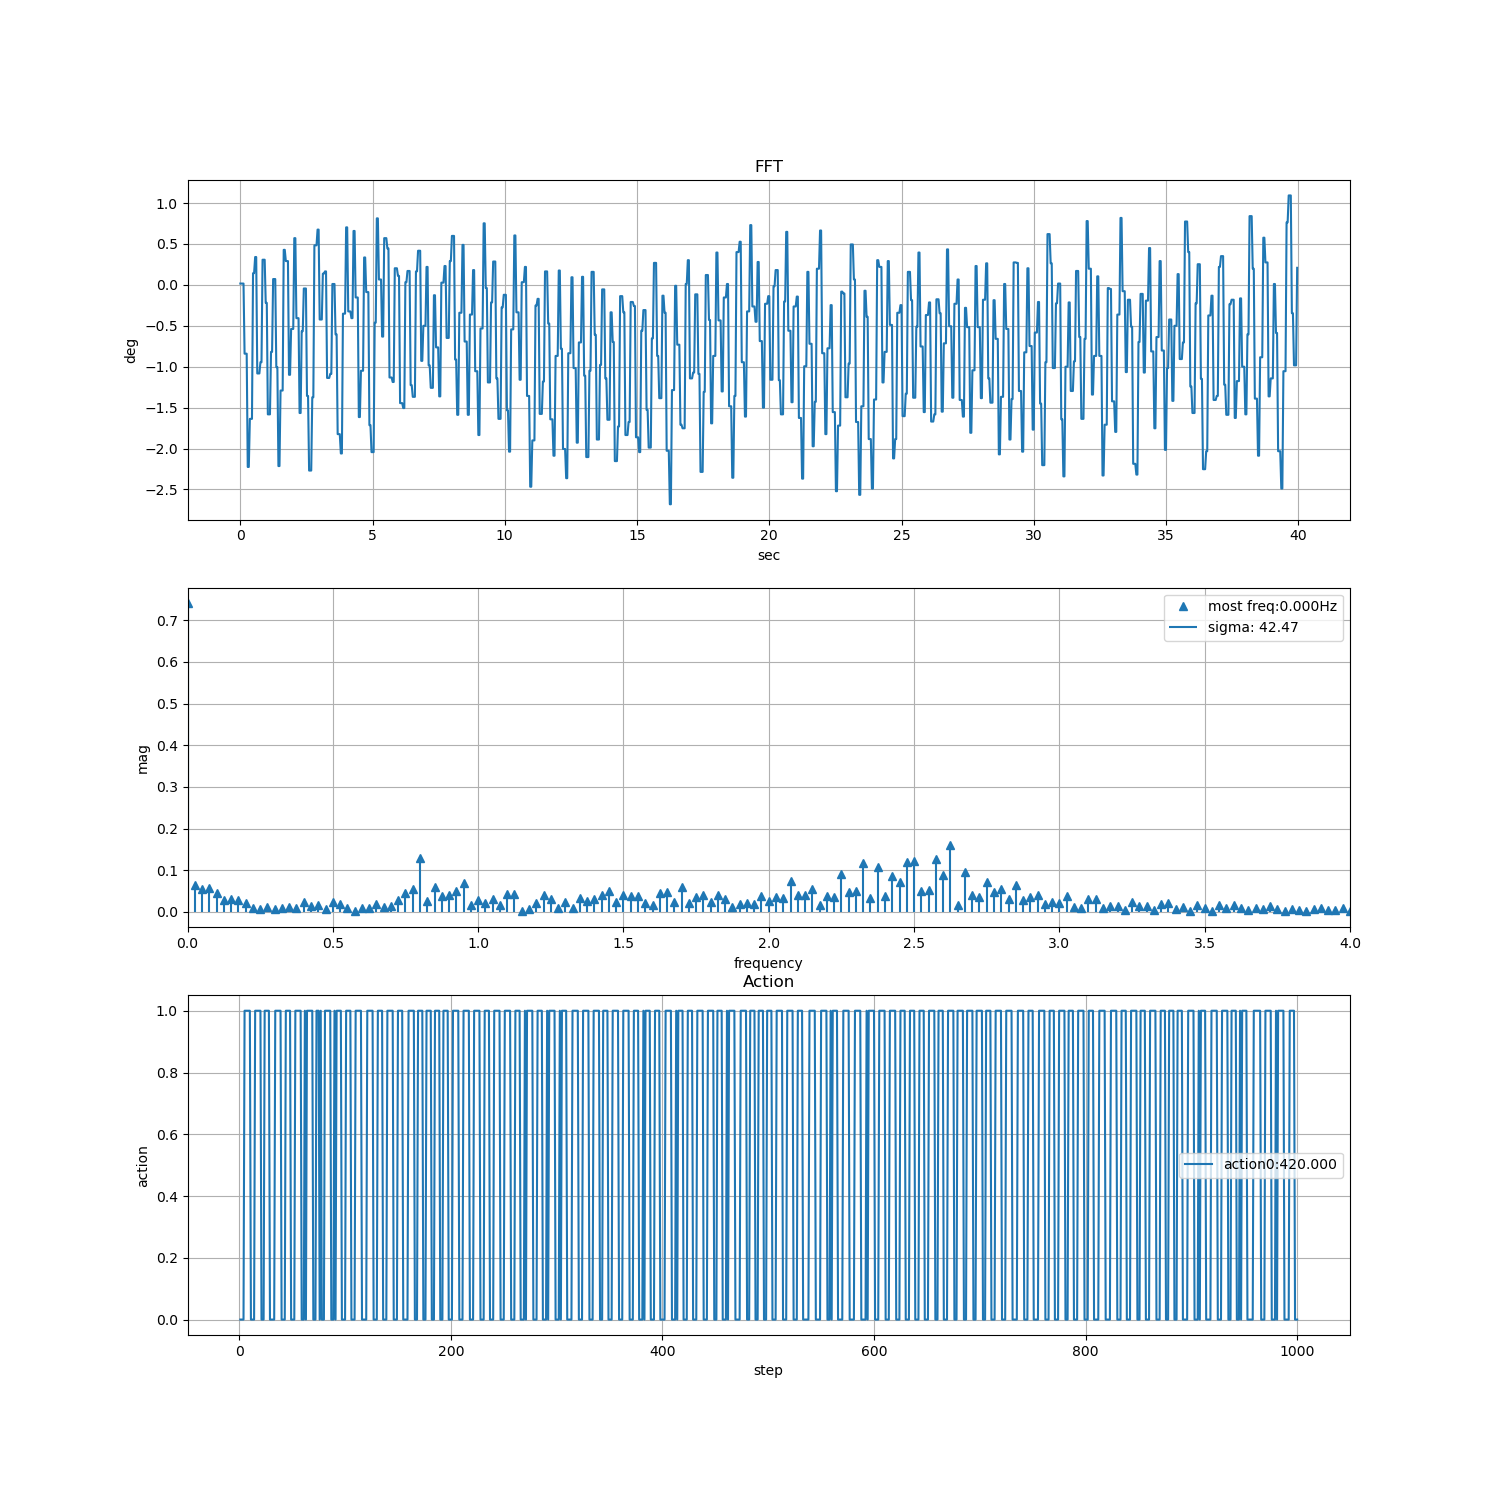 FFT
1.0
0.5
0.0
−0.5
−1.0
−1.5
−2.0
−2.5
deg
0 5 10 15 20 25 30 35 40
sec
0.7
0.6
0.5
0.4
0.3
0.2
0.1
0.0
mag
most freq:0.000Hz
sigma: 42.47
0.0 0.5 1.0 1.5 2.0 2.5 3.0 3.5 4.0
frequency
Action
1.0
0.8
0.6
0.4
0.2
0.0
action
action0:420.000
0 200 400 600 800 1000
step